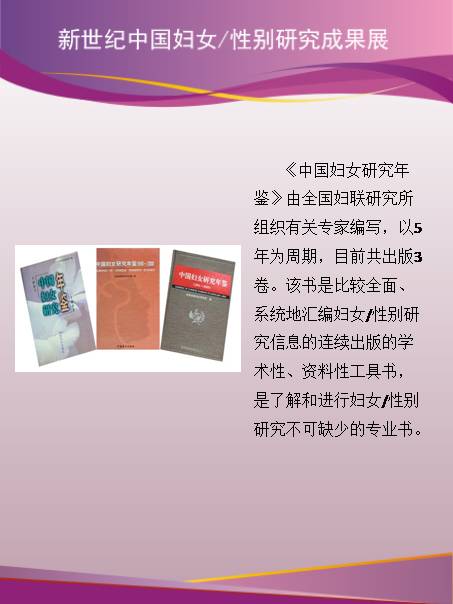 新世纪中国妇女/性别研究成果展
《中国妇女研究年
鉴》由全国妇联研究所
组织有关专家编写，以5
年为周期，目前共出版3
卷。该书是比较全面、
系统地汇编妇女/性别研
究信息的连续出版的学
术性、资料性工具书，
是了解和进行妇女/性别
研究不可缺少的专业书。
中国
妇女
研究
年鉴
中国妇女研究年鉴
中国妇女研究年鉴